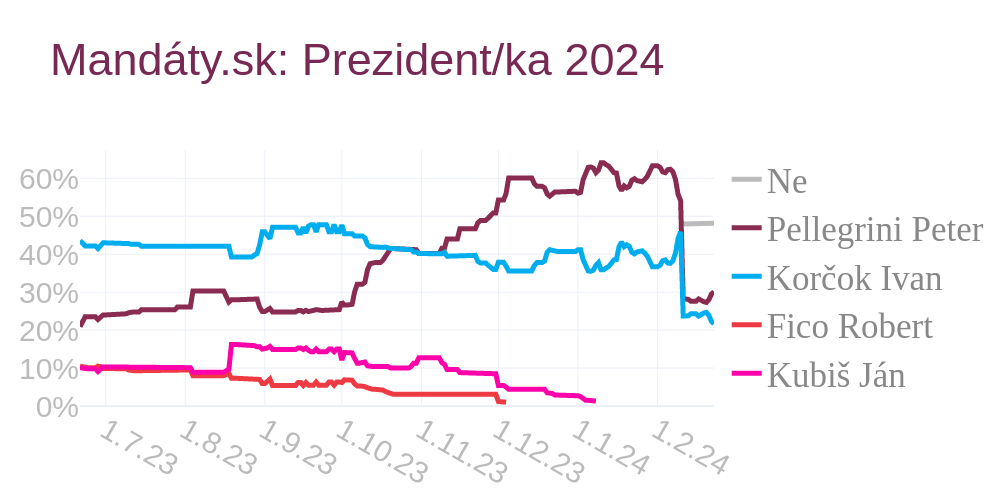 Mandáty.sk: Prezident/ka 2024
60%
50%
40%
30%
20%
10%
0%
1.7.23
1.8.23
1.9.23
1.10.23
1.11.23
1.12.23
1.1.24
1.2.24
Ne
Pellegrini Peter
Korčok Ivan
Fico Robert
Kubiš Ján